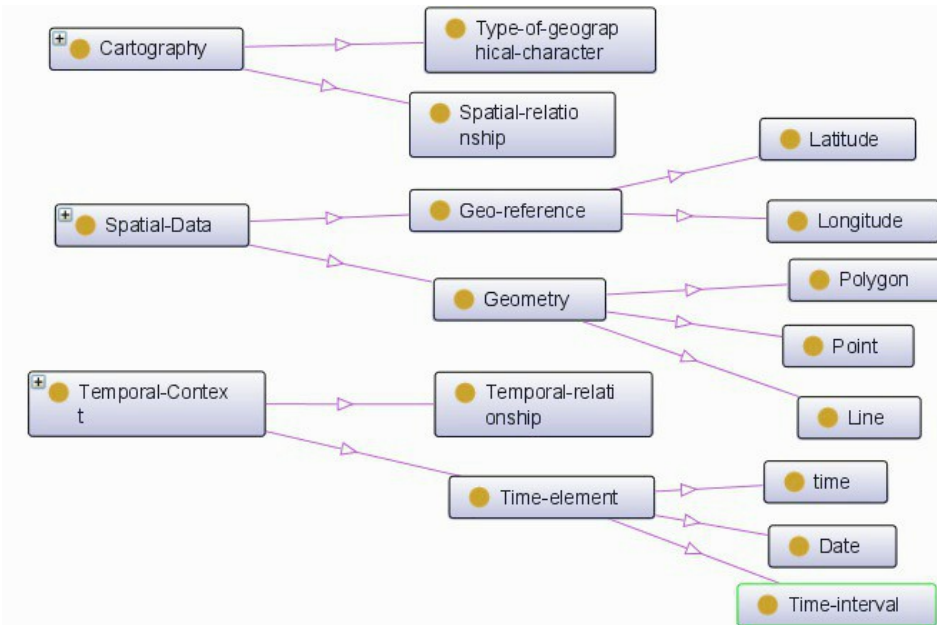 Cartography
Type-of-geograp
hical-character
Spatial-relatio
nship
Latitude
Spatial-Data
Geo-reference
Longitude
Geometry
Polygon
Point
Temporal-Contex
t
Temporal-relati
onship
Line
Time-element
time
Date
Time-interval